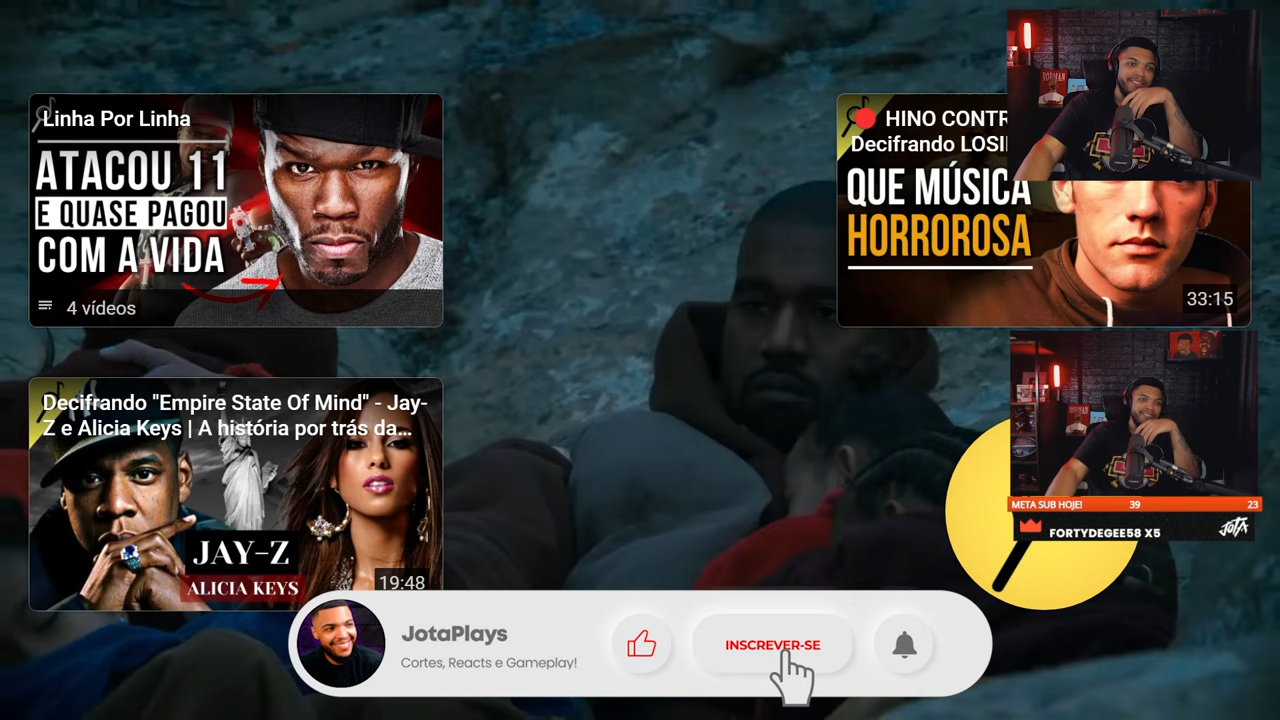 Linha Por Linha
ATACOU 11
E QUASE PAGOU
COM A VIDA
4 vídeos
HINO CONTR
Decifrando LOSI
QUE MÚSICA
HORROROSA
33:15
Decifrando "Empire State Of Mind" - Jay-
Z e Alicia Keys | A história por trás da...
JAY-Z
ALICIA KEYS
19:48
META SUB HOJE! 39 23
FORTYDEGEE58 X5
JOTA
JotaPlays
Cortes, Reacts e Gameplay!
INSCREVER-SE